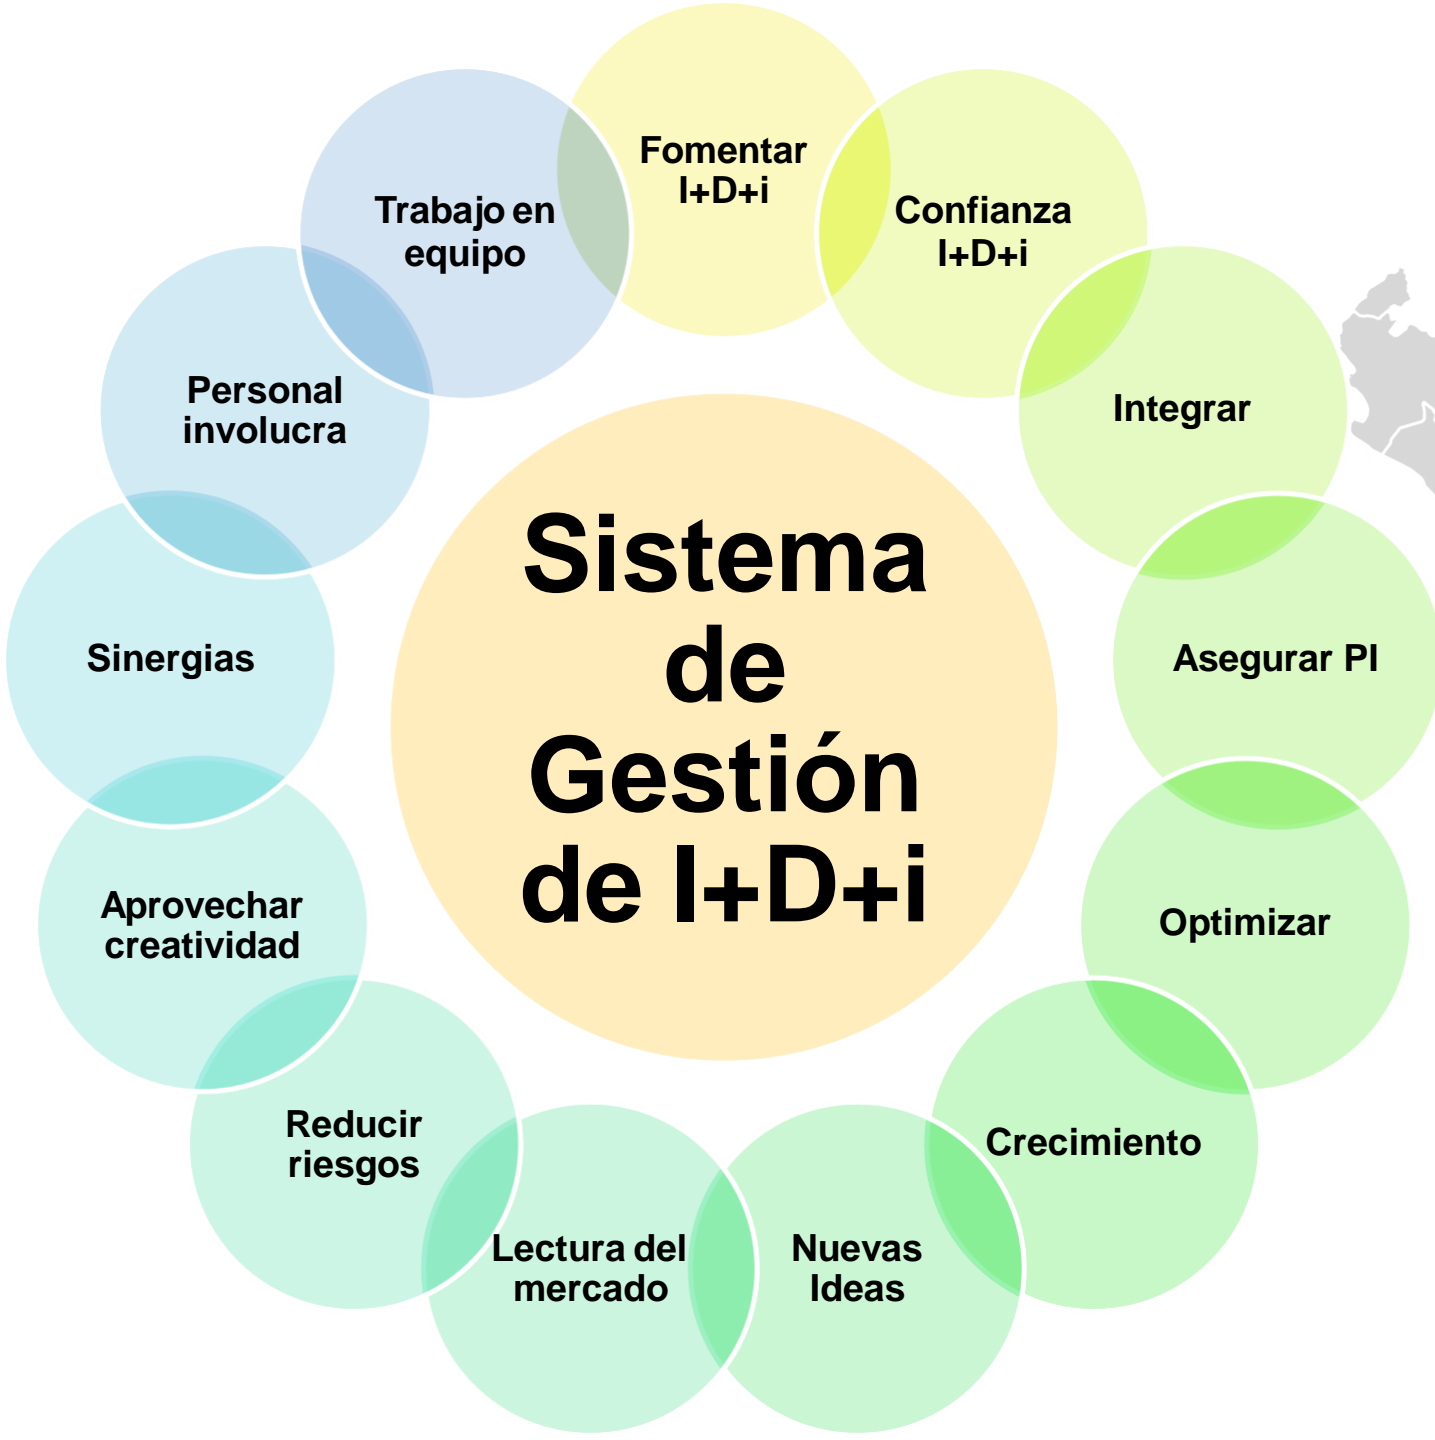 Fomentar
I+D+i
Confianza
I+D+i
Integrar
Asegurar PI
Optimizar
Crecimiento
Nuevas
Ideas
Lectura del
mercado
Reducir
riesgos
Aprovechar
creatividad
Sinergias
Personal
involucra
Trabajo en
equipo
Sistema
de
Gestión
de I+D+i